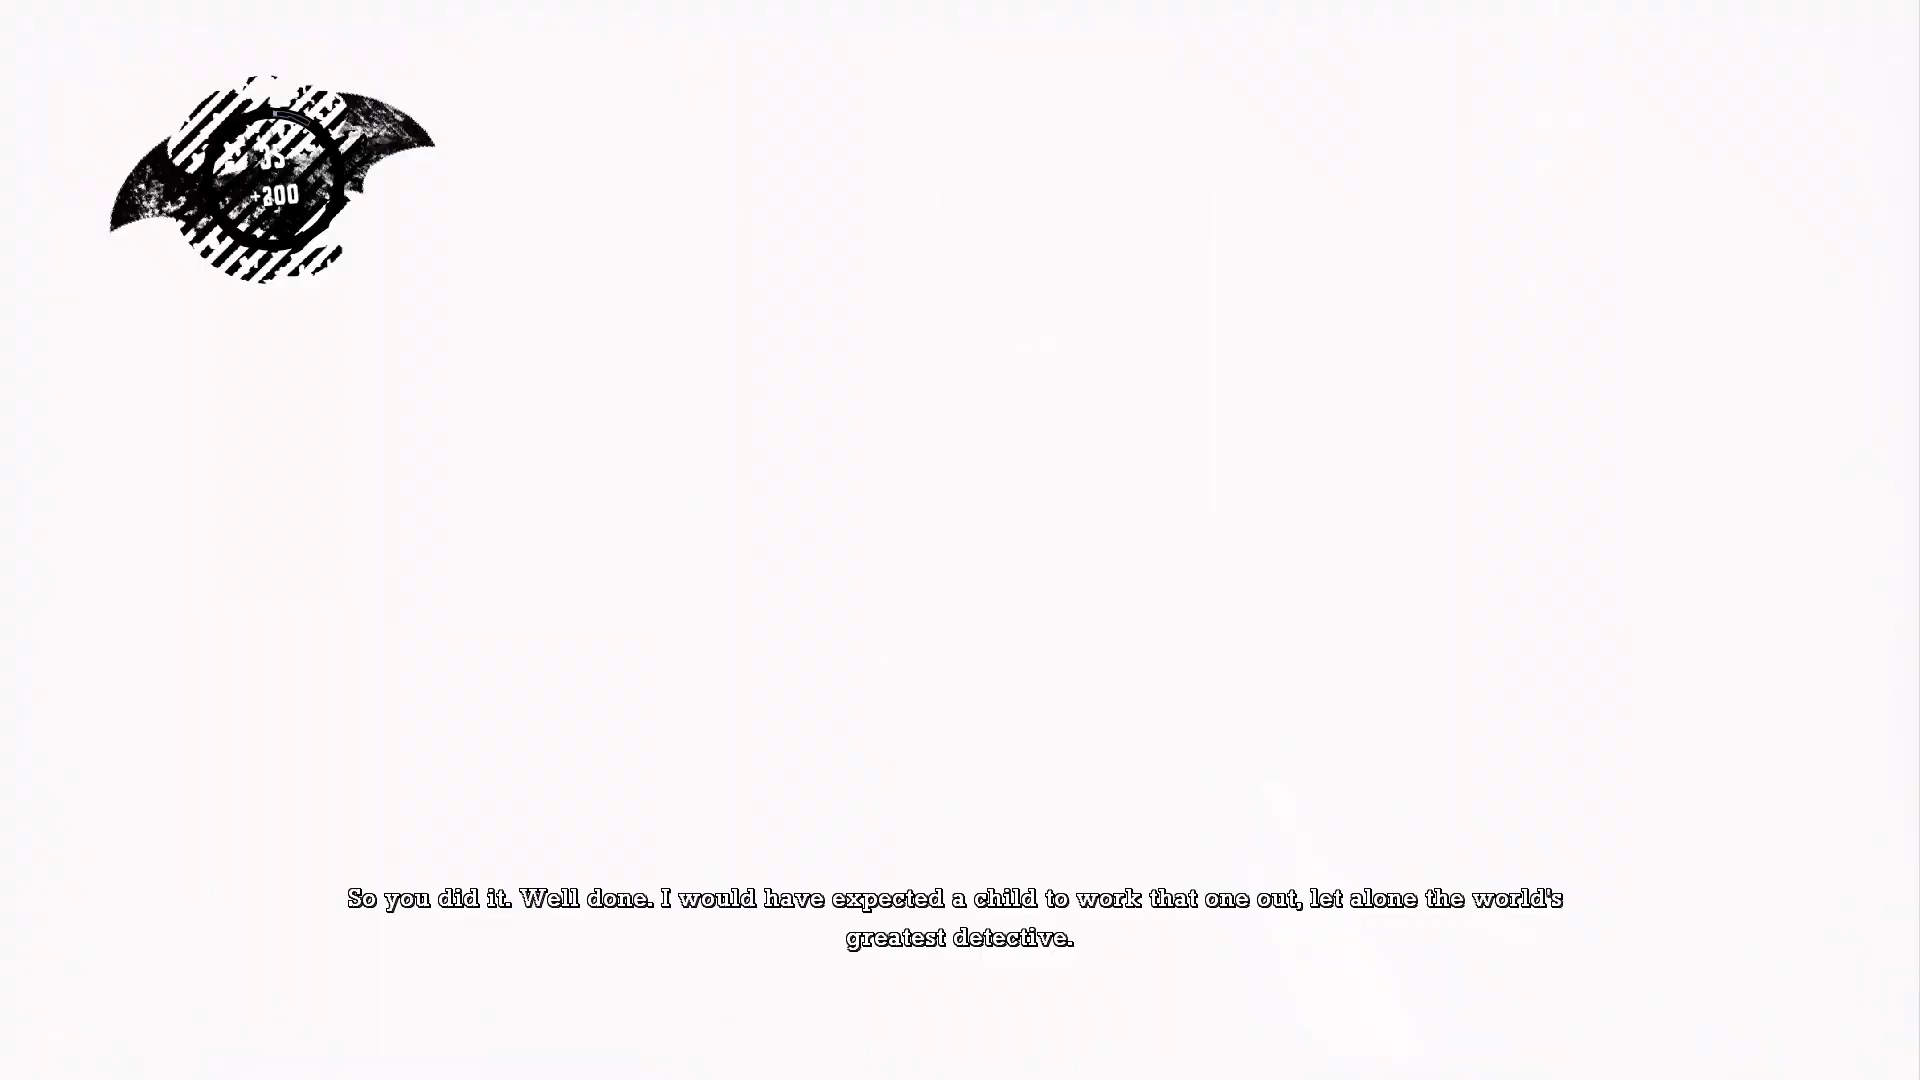 +200
So you did it. Well done. I would have expected a child to work that one out, let alone the world's
greatest detective.